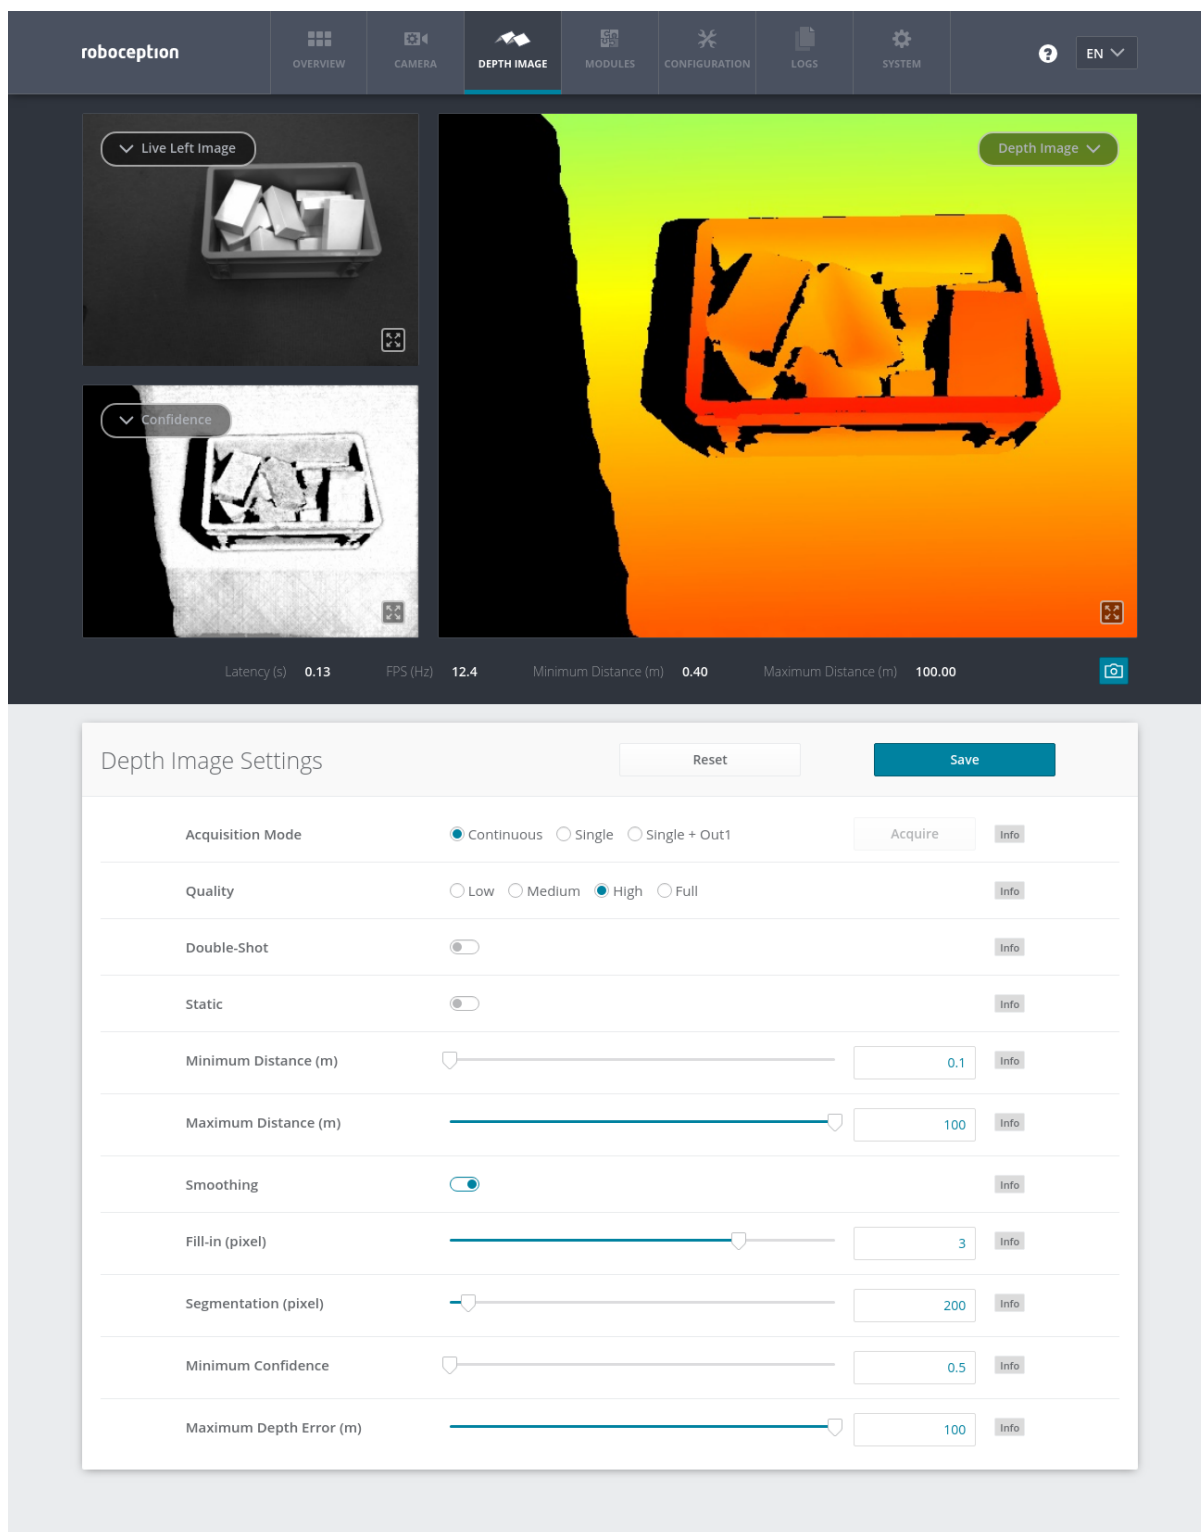 roboception
OVERVIEW
CAMERA
DEPTH IMAGE
MODULES
CONFIGURATION
LOGS
SYSTEM
?
EN
Live Left Image
Depth Image
Confidence
Latency (s) 0.13 FPS (Hz) 12.4 Minimum Distance (m) 0.40 Maximum Distance (m) 100.00
Depth Image Settings Reset Save
Acquisition Mode Continuous Single Single + Out1 Acquire Info
Quality Low Medium High Full Info
Double-Shot Info
Static Info
Minimum Distance (m) 0.1 Info
Maximum Distance (m) 100 Info
Smoothing Info
Fill-in (pixel) 3 Info
Segmentation (pixel) 200 Info
Minimum Confidence 0.5 Info
Maximum Depth Error (m) 100 Info